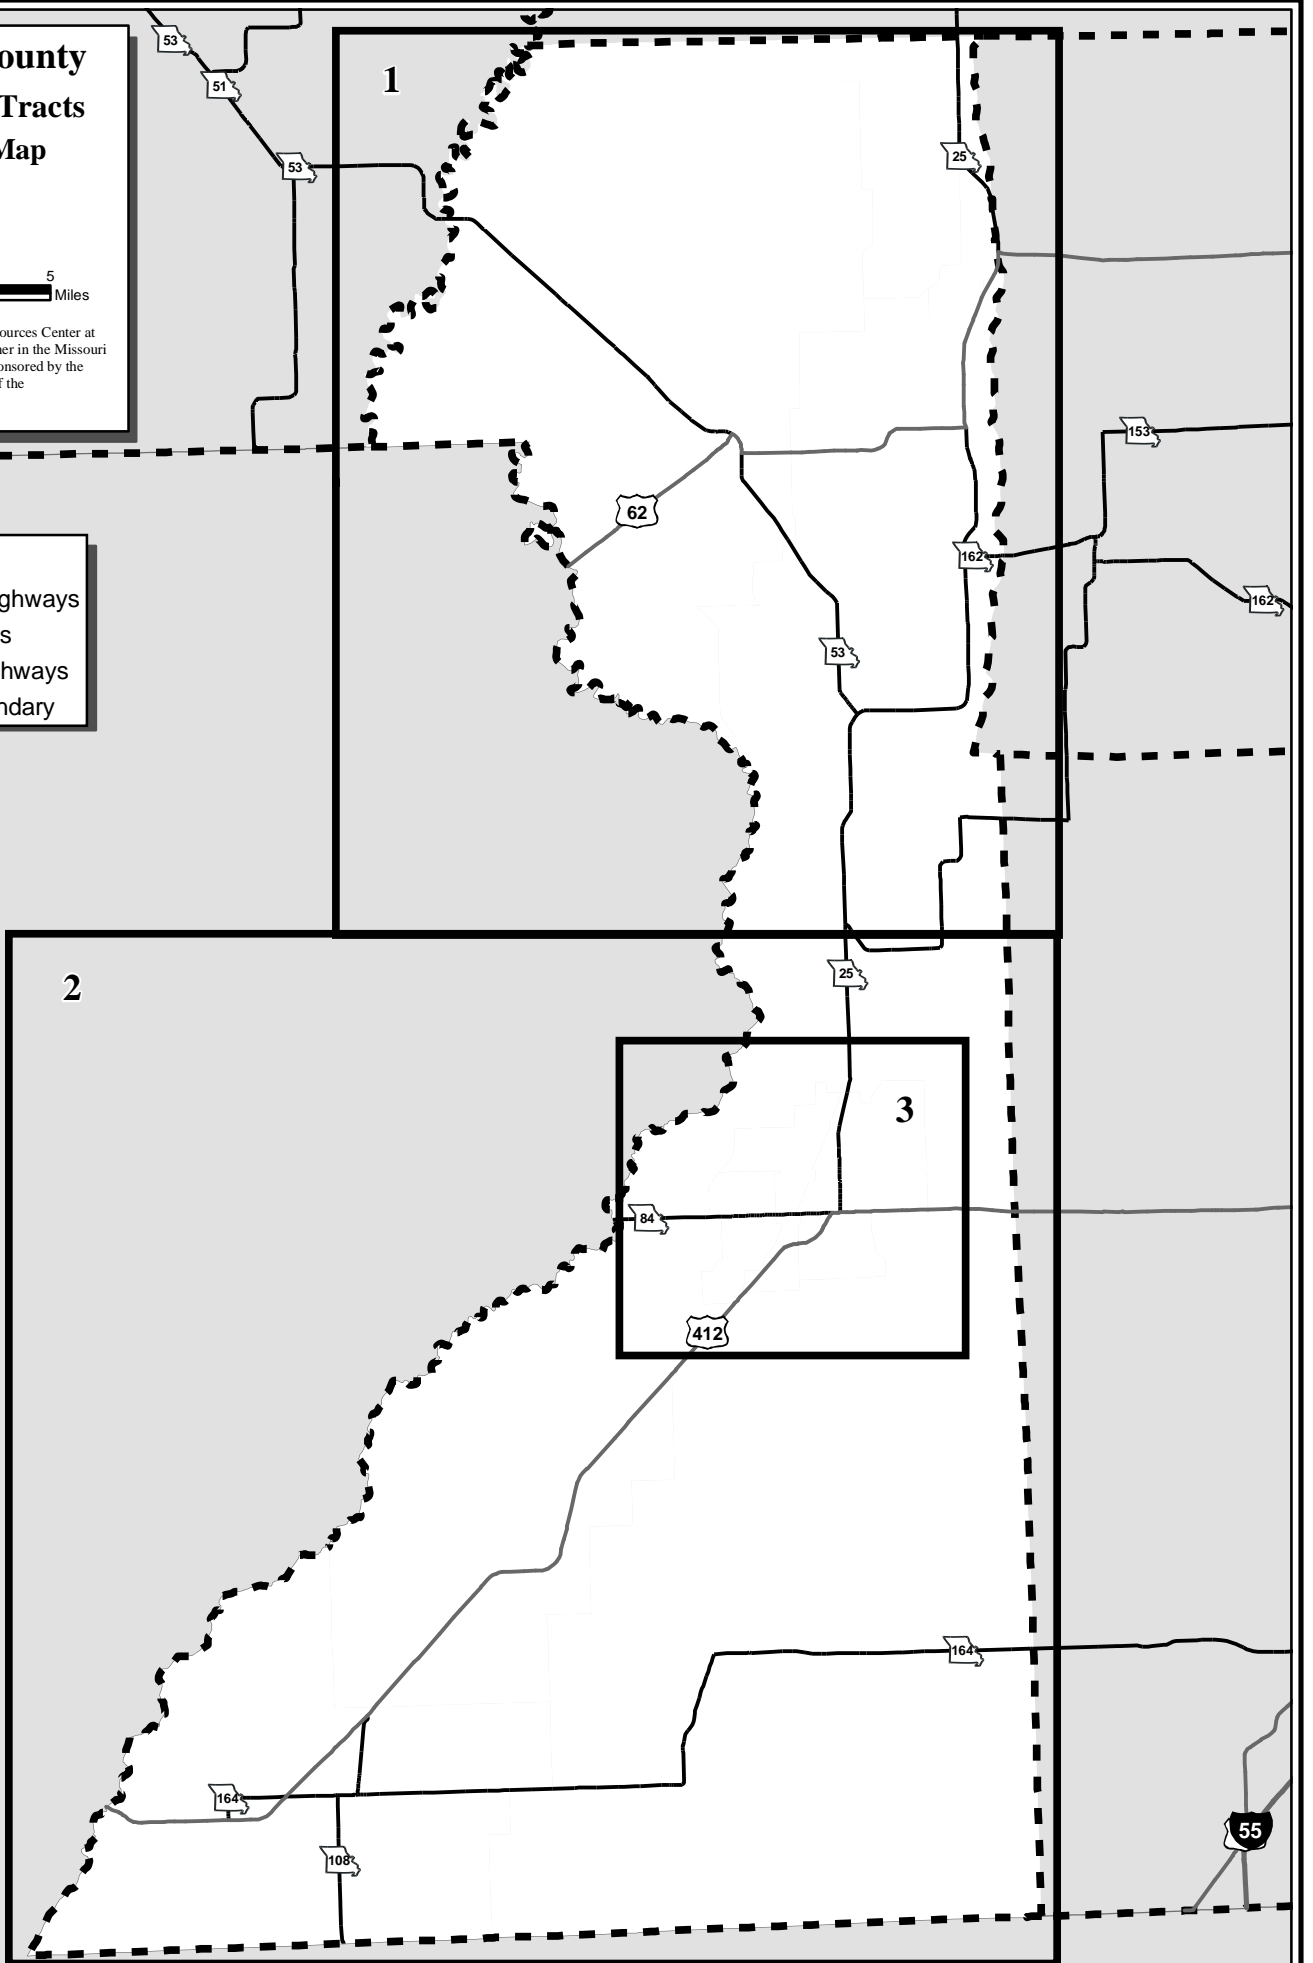 ounty
Tracts
Map
5
Miles
ources Center at
er in the Missouri
onsored by the
f the
ghways
s
hways
ndary
1
2
3
53
51
53
25
153
62
162
162
53
25
84
412
164
164
108
55